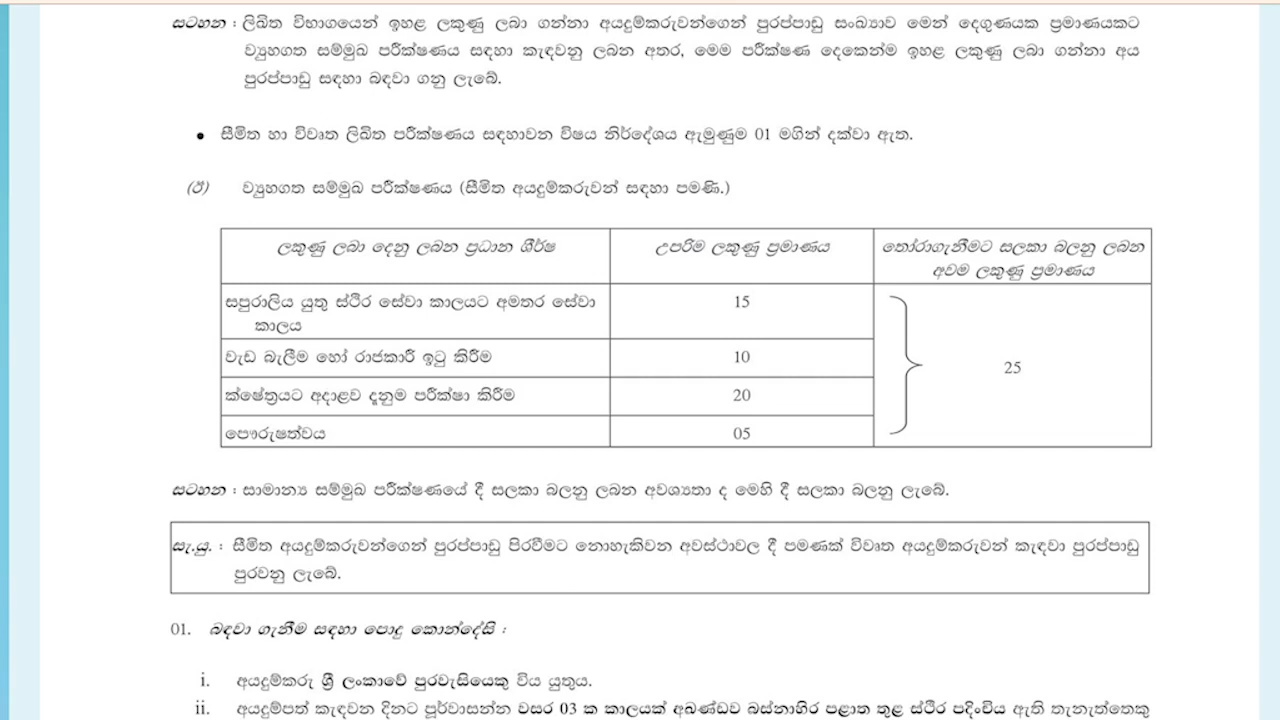 සටහන : ලිඛිත විභාගයෙන් ඉහළ ලකුණු ලබා ගන්නා අයදුම්කරුවන්ගෙන් පුරප්පාඩු සංඛ්‍යාව මෙන් දෙගුණයක ප්‍රමාණයකට
ව්‍යුහගත සම්මුඛ පරීක්ෂණය සඳහා කැඳවනු ලබන අතර, මෙම පරීක්ෂණ දෙකෙන්ම ඉහළ ලකුණු ලබා ගන්නා අය
පුරප්පාඩු සඳහා බඳවා ගනු ලැබේ.
• සීමිත හා විවෘත ලිඛිත පරීක්ෂණය සඳහාවන විෂය නිර්දේශය ඇමුණුම 01 මගින් දක්වා ඇත.
(ඊ) ව්‍යුහගත සම්මුඛ පරීක්ෂණය (සීමිත අයදුම්කරුවන් සඳහා පමණි.)
ලකුණු ලබා දෙනු ලබන ප්‍රධාන ශීර්ෂ
උපරිම ලකුණු ප්‍රමාණය
තෝරාගැනීමට සලකා බලනු ලබන
අවම ලකුණු ප්‍රමාණය
සපුරාලිය යුතු ස්ථිර සේවා කාලයට අමතර සේවා
කාලය
15
වැඩ බැලීම හෝ රාජකාරී ඉටු කිරීම
10
25
ක්ෂේත්‍රයට අදාළව දැනුම පරීක්ෂා කිරීම
20
පෞරුෂත්වය
05
සටහන : සාමාන්‍ය සම්මුඛ පරීක්ෂණයේ දී සලකා බලනු ලබන අවශ්‍යතා ද මෙහි දී සලකා බලනු ලැබේ.
සැ.යු. : සීමිත අයදුම්කරුවන්ගෙන් පුරප්පාඩු පිරවීමට නොහැකිවන අවස්ථාවල දී පමණක් විවෘත අයදුම්කරුවන් කැඳවා පුරප්පාඩු
පුරවනු ලැබේ.
01. බඳවා ගැනීම සඳහා පොදු කොන්දේසි :
i. අයදුම්කරු ශ්‍රී ලංකාවේ පුරවැසියෙකු විය යුතුය.
ii. අයදුම්පත් කැඳවන දිනට පූර්වාසන්න වසර 03 ක කාලයක් අඛණ්ඩව බස්නාහිර පළාත තුළ ස්ථිර පදිංචිය ඇති තැනැත්තෙකු